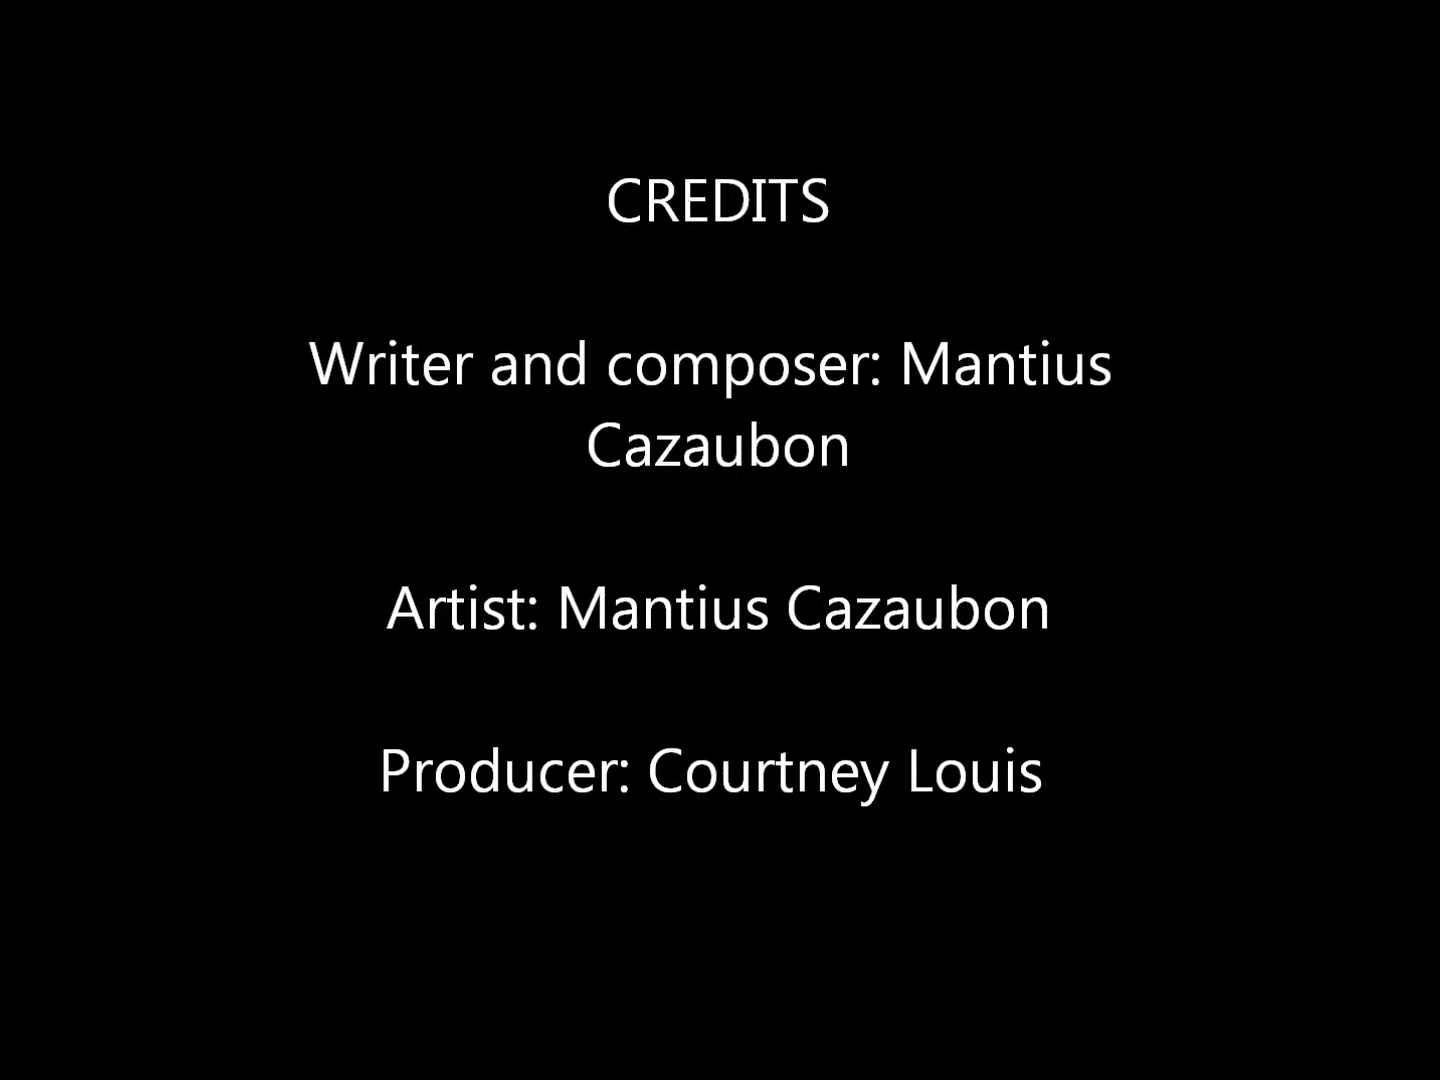 CREDITS
Writer and composer: Mantius
Cazaubon
Artist: Mantius Cazaubon
Producer: Courtney Louis